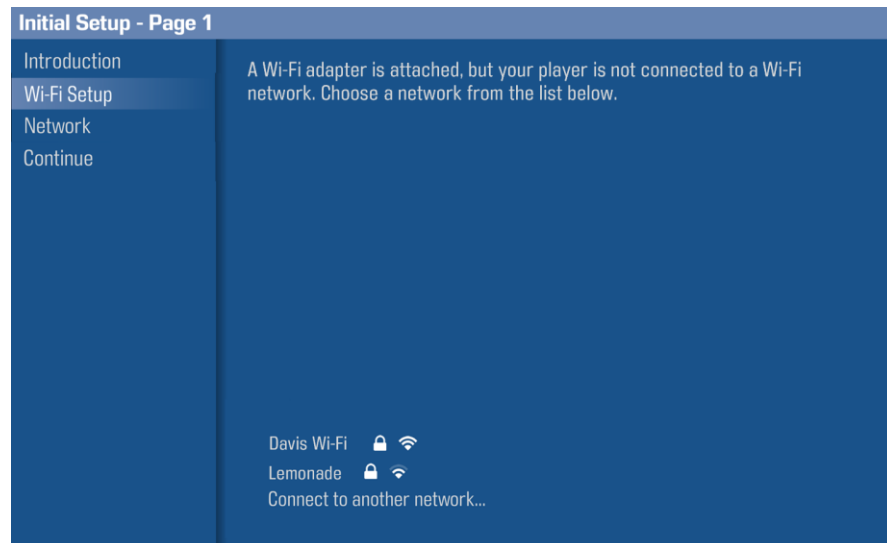 Initial Setup - Page 1
Introduction
Wi-Fi Setup
Network
Continue
A Wi-Fi adapter is attached, but your player is not connected to a Wi-Fi
network. Choose a network from the list below.
Davis Wi-Fi
Lemonade
Connect to another network...